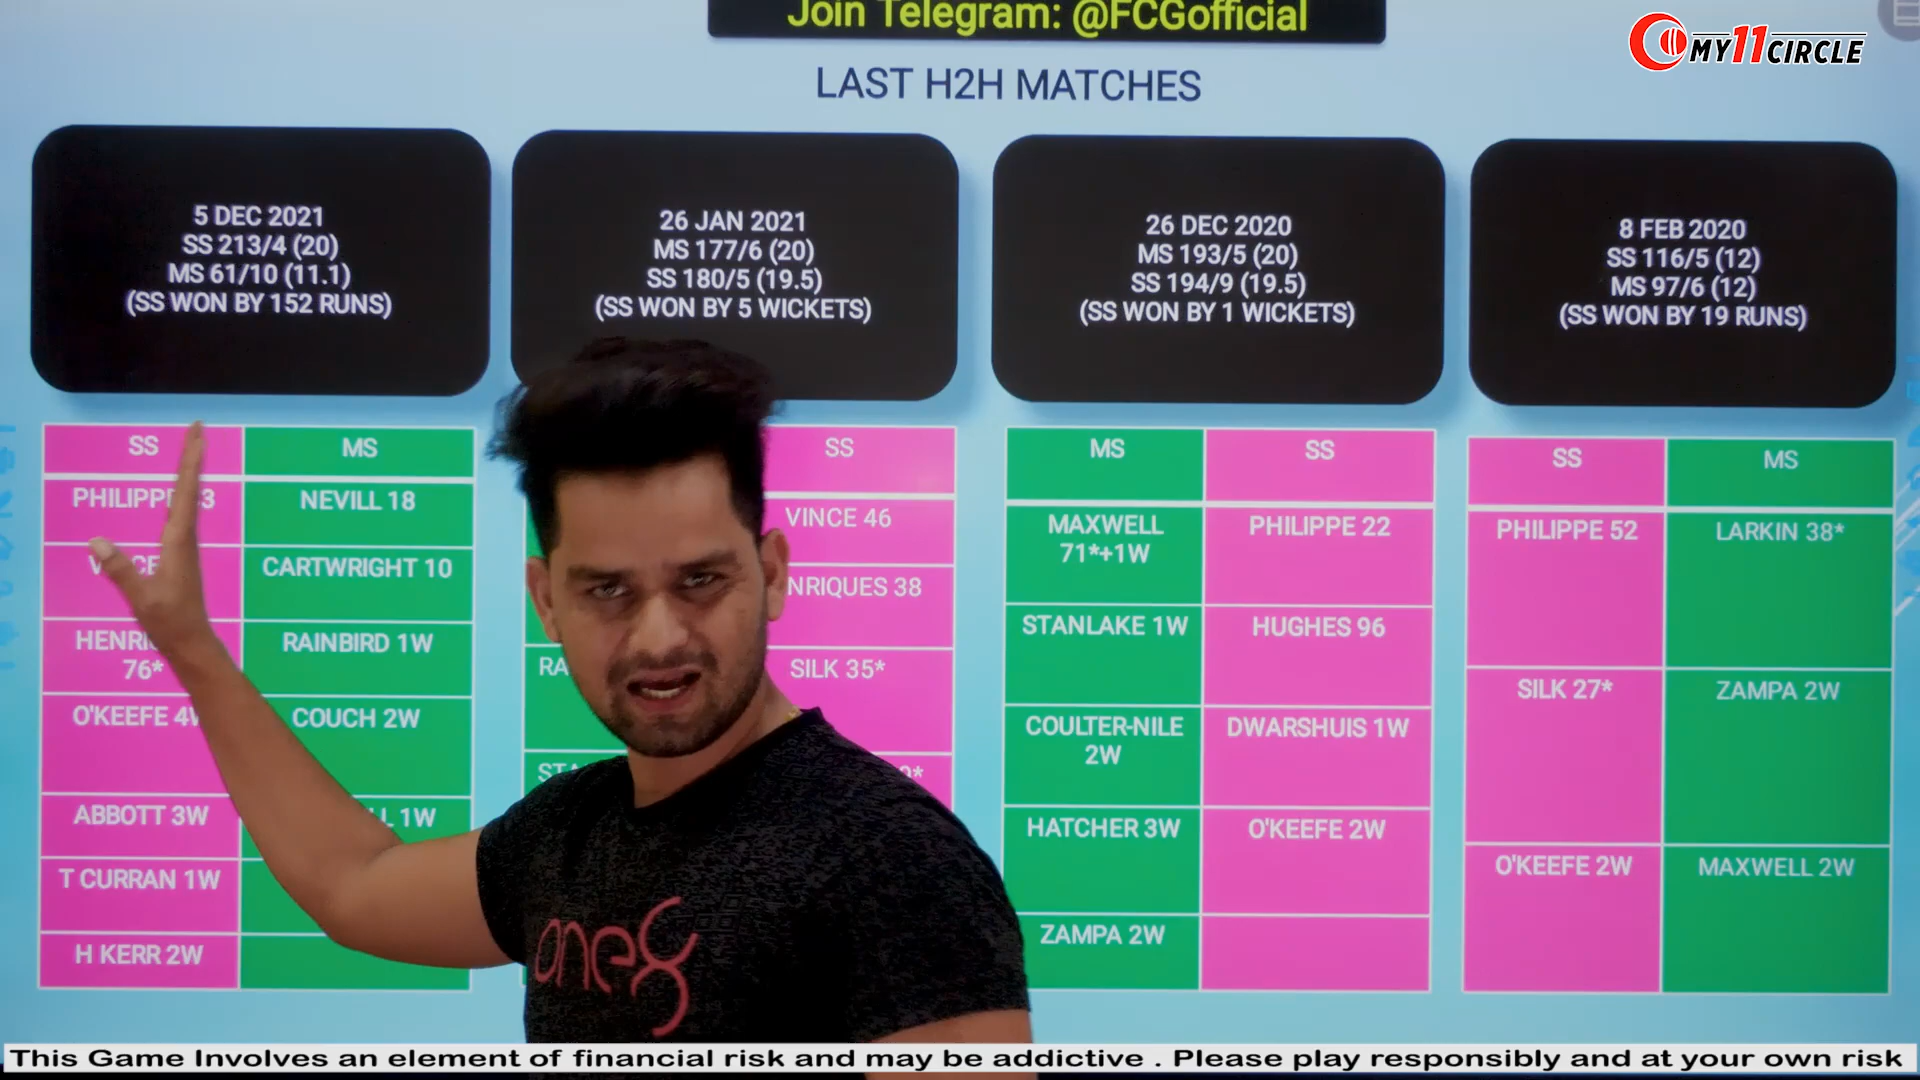 Join Telegram: @FCGofficial
MY11CIRCLE
LAST H2H MATCHES
5 DEC 2021
SS 213/4 (20)
MS 61/10 (11.1)
(SS WON BY 152 RUNS)
26 JAN 2021
MS 177/6 (20)
SS 180/5 (19.5)
(SS WON BY 5 WICKETS)
26 DEC 2020
MS 193/5 (20)
SS 194/9 (19.5)
(SS WON BY 1 WICKETS)
8 FEB 2020
SS 116/5 (12)
MS 97/6 (12)
(SS WON BY 19 RUNS)
SS
MS
NEVILL 18
CARTWRIGHT 10
76*
RAINBIRD 1W
O'KEEFE
COUCH 2W
ABBOTT 3W
1W
T CURRAN 1W
H KERR 2W
SS
VINCE 46
38
SILK 35*
MS
SS
MAXWELL
71*+1W
PHILIPPE 22
STANLAKE 1W
HUGHES 96
COULTER-NILE
2W
DWARSHUIS 1W
HATCHER 3W
O'KEEFE 2W
ZAMPA 2W
SS
MS
PHILIPPE 52
LARKIN 38*
SILK 27*
ZAMPA 2W
O'KEEFE 2W
MAXWELL 2W
one8
This Game Involves an element of financial risk and may be addictive . Please play responsibly and at your own risk